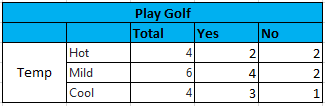 Play Golf
Total Yes No
Temp Hot 4 2 2
Mild 6 4 2
Cool 4 3 1